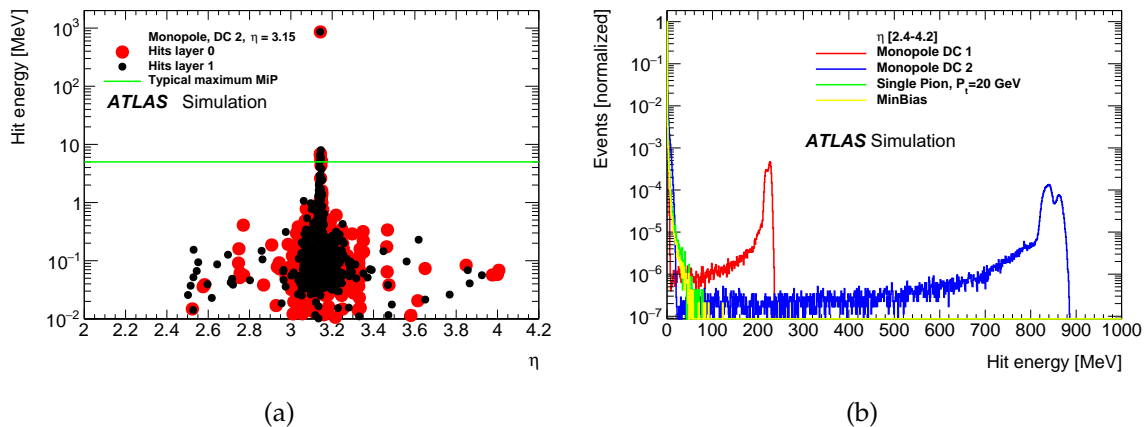 Hit energy [MeV]
10³
10²
10
1
10⁻¹
10⁻²
Monopole, DC 2, η = 3.15
Hits layer 0
Hits layer 1
Typical maximum MiP
ATLAS Simulation
2 2.2 2.4 2.6 2.8 3 3.2 3.4 3.6 3.8 4 4.2
η
(a)
Events [normalized]
1
10⁻¹
10⁻²
10⁻³
10⁻⁴
10⁻⁵
10⁻⁶
10⁻⁷
η [2.4-4.2]
Monopole DC 1
Monopole DC 2
Single Pion, Pₜ=20 GeV
MinBias
ATLAS Simulation
0 100 200 300 400 500 600 700 800 900 1000
Hit energy [MeV]
(b)